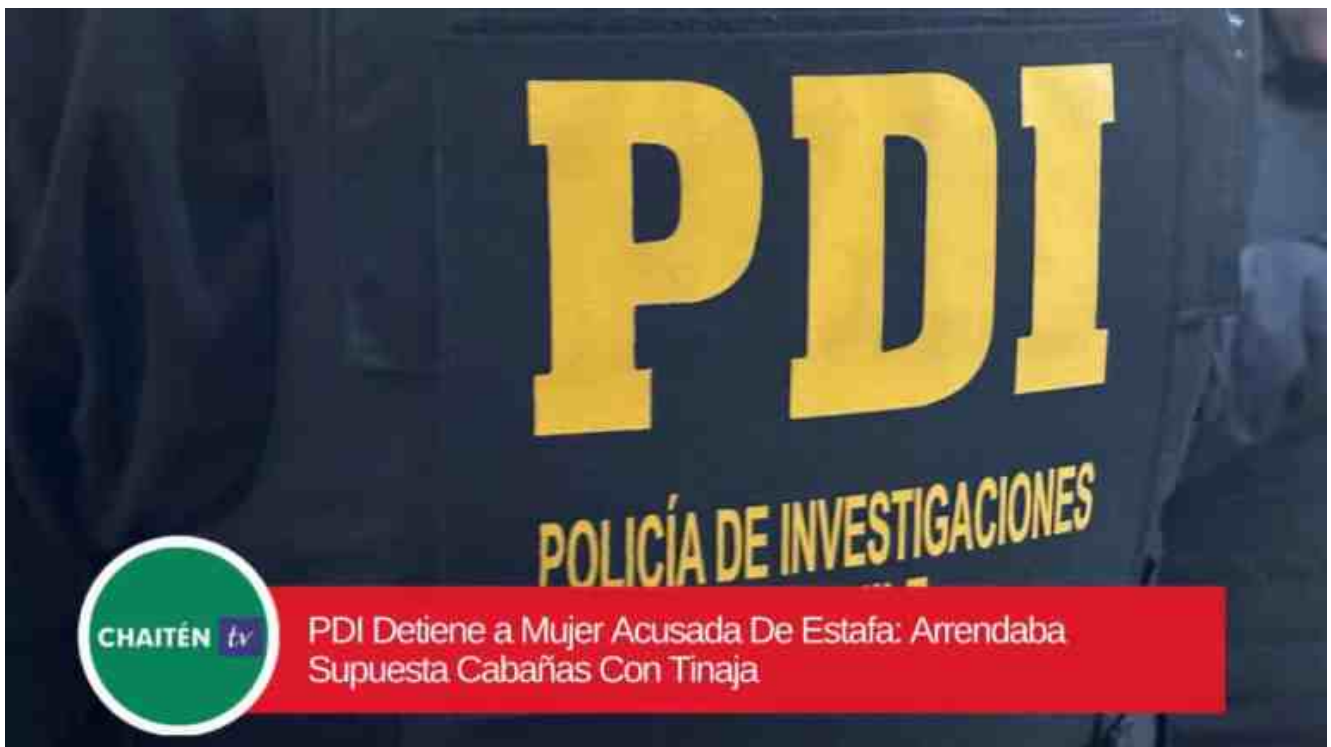 PDI
POLICÍA DE INVESTIGACIONES
CHAITÉN tv
PDI Detiene a Mujer Acusada De Estafa: Arrendaba
Supuesta Cabañas Con Tinaja